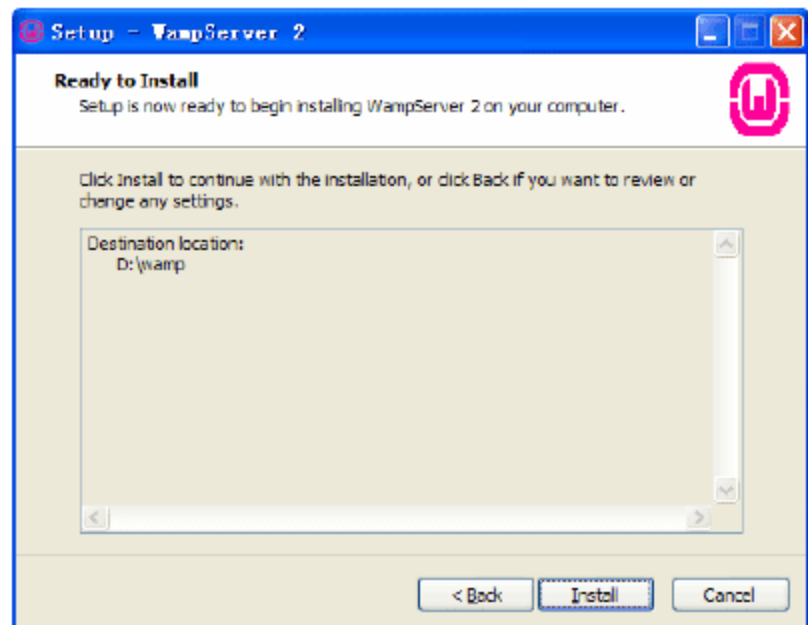 Setup - WampServer 2
Ready to Install
Setup is now ready to begin installing WampServer 2 on your computer.
Click Install to continue with the installation, or click Back if you want to review or
change any settings.
Destination location:
D:\wamp
< Back
Install
Cancel